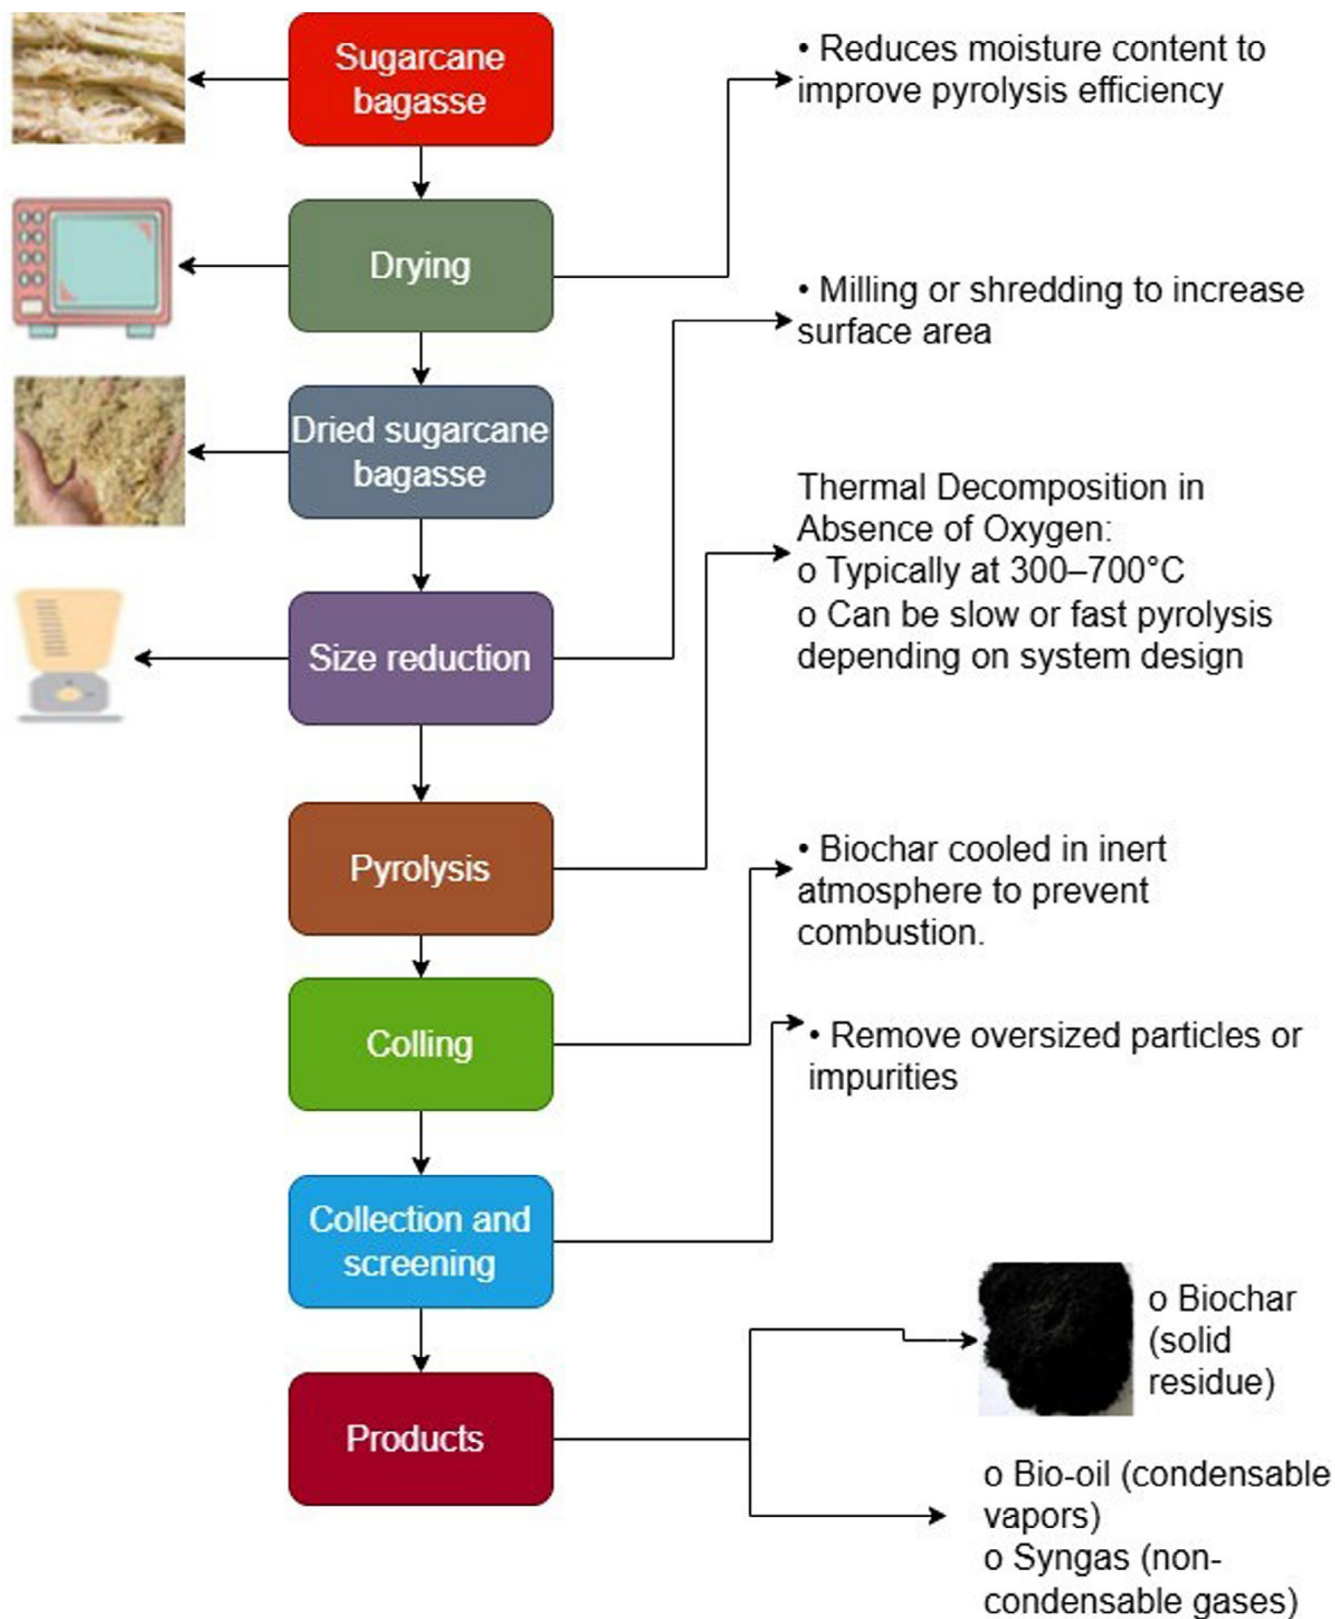 Sugarcane
bagasse
• Reduces moisture content to
improve pyrolysis efficiency
Drying
• Milling or shredding to increase
surface area
Dried sugarcane
bagasse
Thermal Decomposition in
Absence of Oxygen:
o Typically at 300–700°C
o Can be slow or fast pyrolysis
depending on system design
Size reduction
Pyrolysis
• Biochar cooled in inert
atmosphere to prevent
combustion.
Colling
• Remove oversized particles or
impurities
Collection and
screening
o Biochar
(solid
residue)
Products
o Bio-oil (condensable
vapors)
o Syngas (non-
condensable gases)